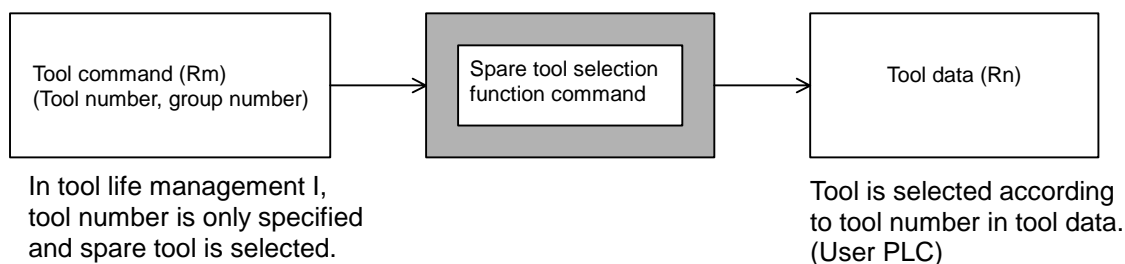 Tool command (Rm)
(Tool number, group number)
Spare tool selection
function command
Tool data (Rn)
In tool life management I,
tool number is only specified
and spare tool is selected.
Tool is selected according
to tool number in tool data.
(User PLC)